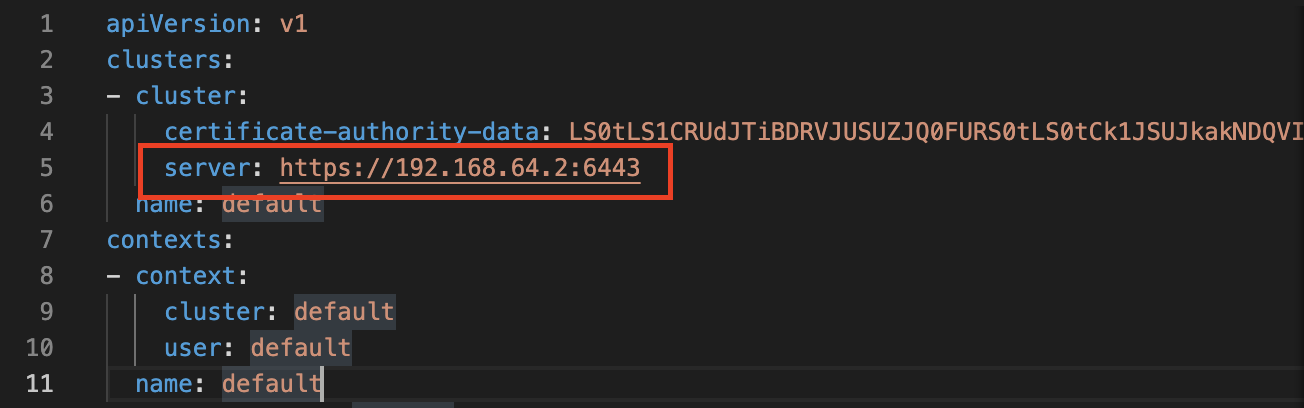 1 apiVersion: v1
2 clusters:
3 - cluster:
4 certificate-authority-data: LS0tLS1CRUdJTiBDRVJUSUZJQ0FURS0tLS0tCk1JSUJkakNDQVI
5 server: https://192.168.64.2:6443
6 name: default
7 contexts:
8 - context:
9 cluster: default
10 user: default
11 name: default